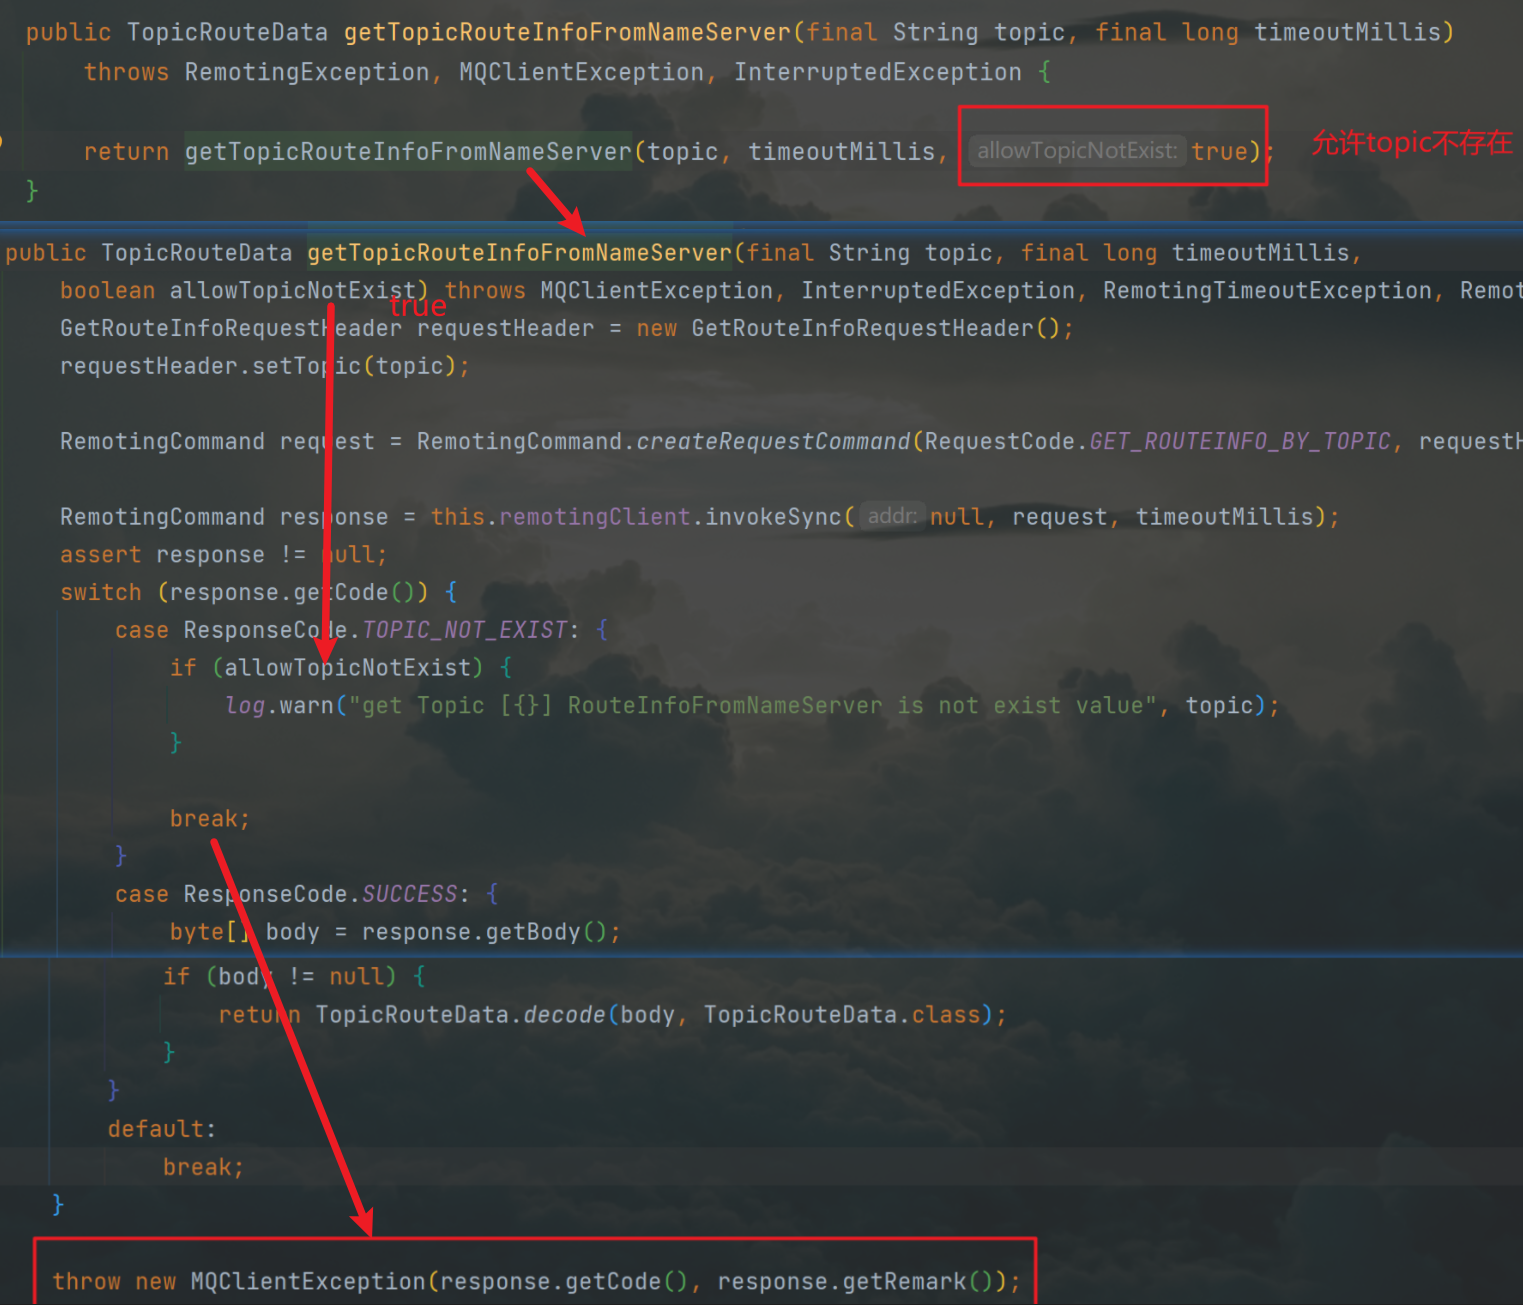 public TopicRouteData getTopicRouteInfoFromNameServer(final String topic, final long timeoutMillis)
throws RemotingException, MQClientException, InterruptedException {
return getTopicRouteInfoFromNameServer(topic, timeoutMillis, allowTopicNotExist: true); 允许topic不存在
}
public TopicRouteData getTopicRouteInfoFromNameServer(final String topic, final long timeoutMillis,
boolean allowTopicNotExist) throws MQClientException, InterruptedException, RemotingTimeoutException, Remot
true
GetRouteInfoRequestHeader requestHeader = new GetRouteInfoRequestHeader();
requestHeader.setTopic(topic);
RemotingCommand request = RemotingCommand.createRequestCommand(RequestCode.GET_ROUTEINFO_BY_TOPIC, requestH
RemotingCommand response = this.remotingClient.invokeSync( addr: null, request, timeoutMillis);
assert response != null;
switch (response.getCode()) {
case ResponseCode.TOPIC_NOT_EXIST: {
if (allowTopicNotExist) {
log.warn("get Topic [{}] RouteInfoFromNameServer is not exist value", topic);
}
break;
}
case ResponseCode.SUCCESS: {
byte[] body = response.getBody();
if (body != null) {
return TopicRouteData.decode(body, TopicRouteData.class);
}
}
default:
break;
}
throw new MQClientException(response.getCode(), response.getRemark());